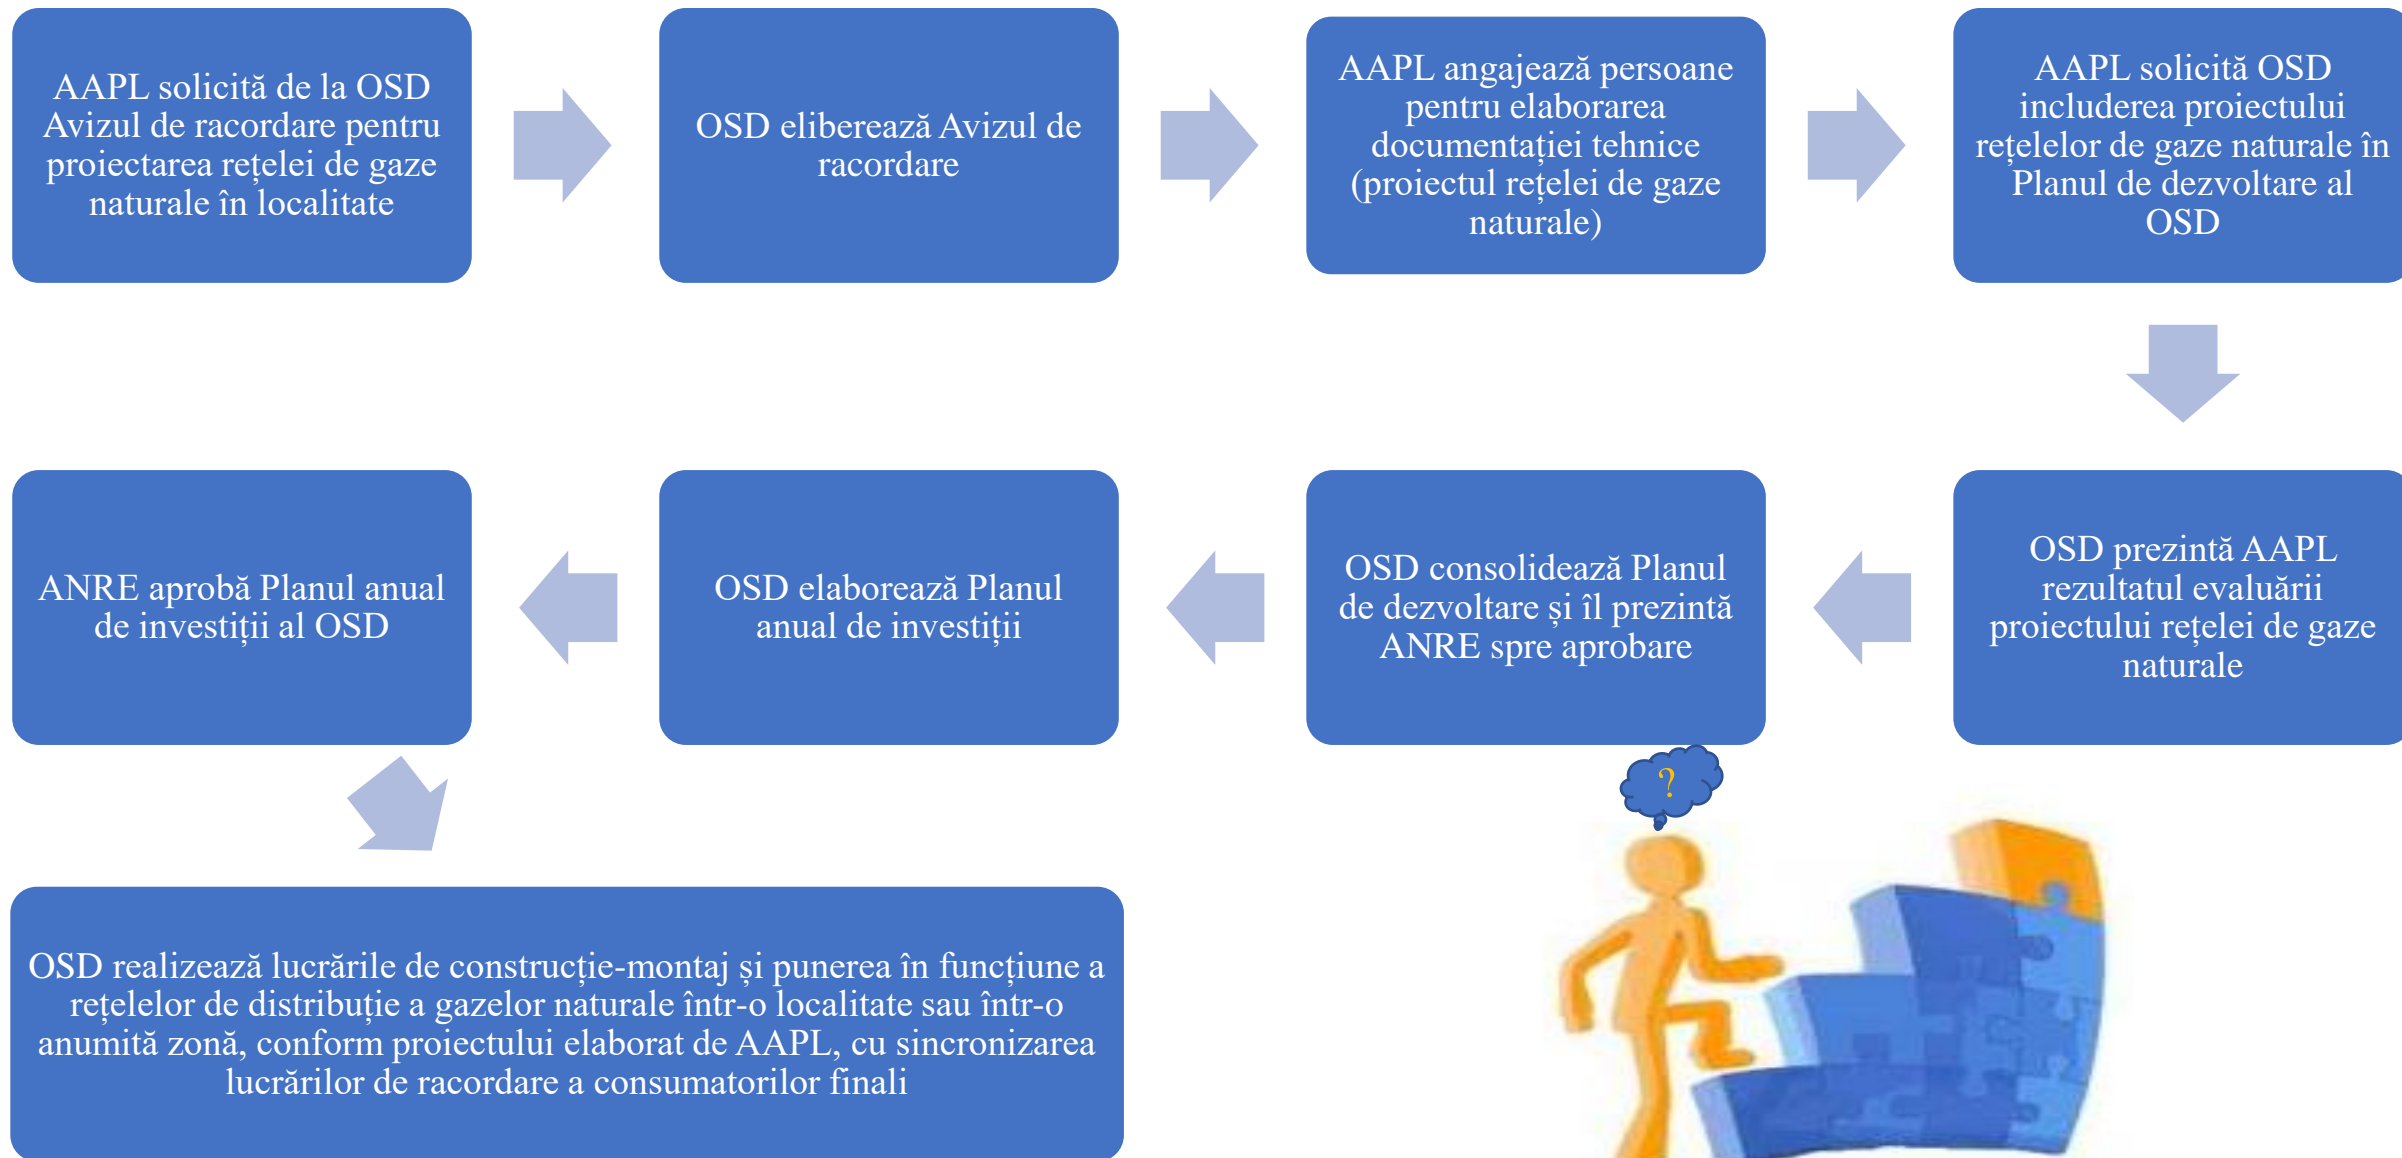 AAPL solicită de la OSD
Avizul de racordare pentru
proiectarea rețelei de gaze
naturale în localitate
OSD eliberează Avizul de
racordare
AAPL angajează persoane
pentru elaborarea
documentației tehnice
(proiectul rețelei de gaze
naturale)
AAPL solicită OSD
includerea proiectului
rețelelor de gaze naturale în
Planul de dezvoltare al
OSD
OSD prezintă AAPL
rezultatul evaluării
proiectului rețelei de gaze
naturale
OSD consolidează Planul
de dezvoltare și îl prezintă
ANRE spre aprobare
OSD elaborează Planul
anual de investiții
ANRE aprobă Planul anual
de investiții al OSD
OSD realizează lucrările de construcție-montaj și punerea în funcțiune a
rețelelor de distribuție a gazelor naturale într-o localitate sau într-o
anumită zonă, conform proiectului elaborat de AAPL, cu sincronizarea
lucrărilor de racordare a consumatorilor finali
?